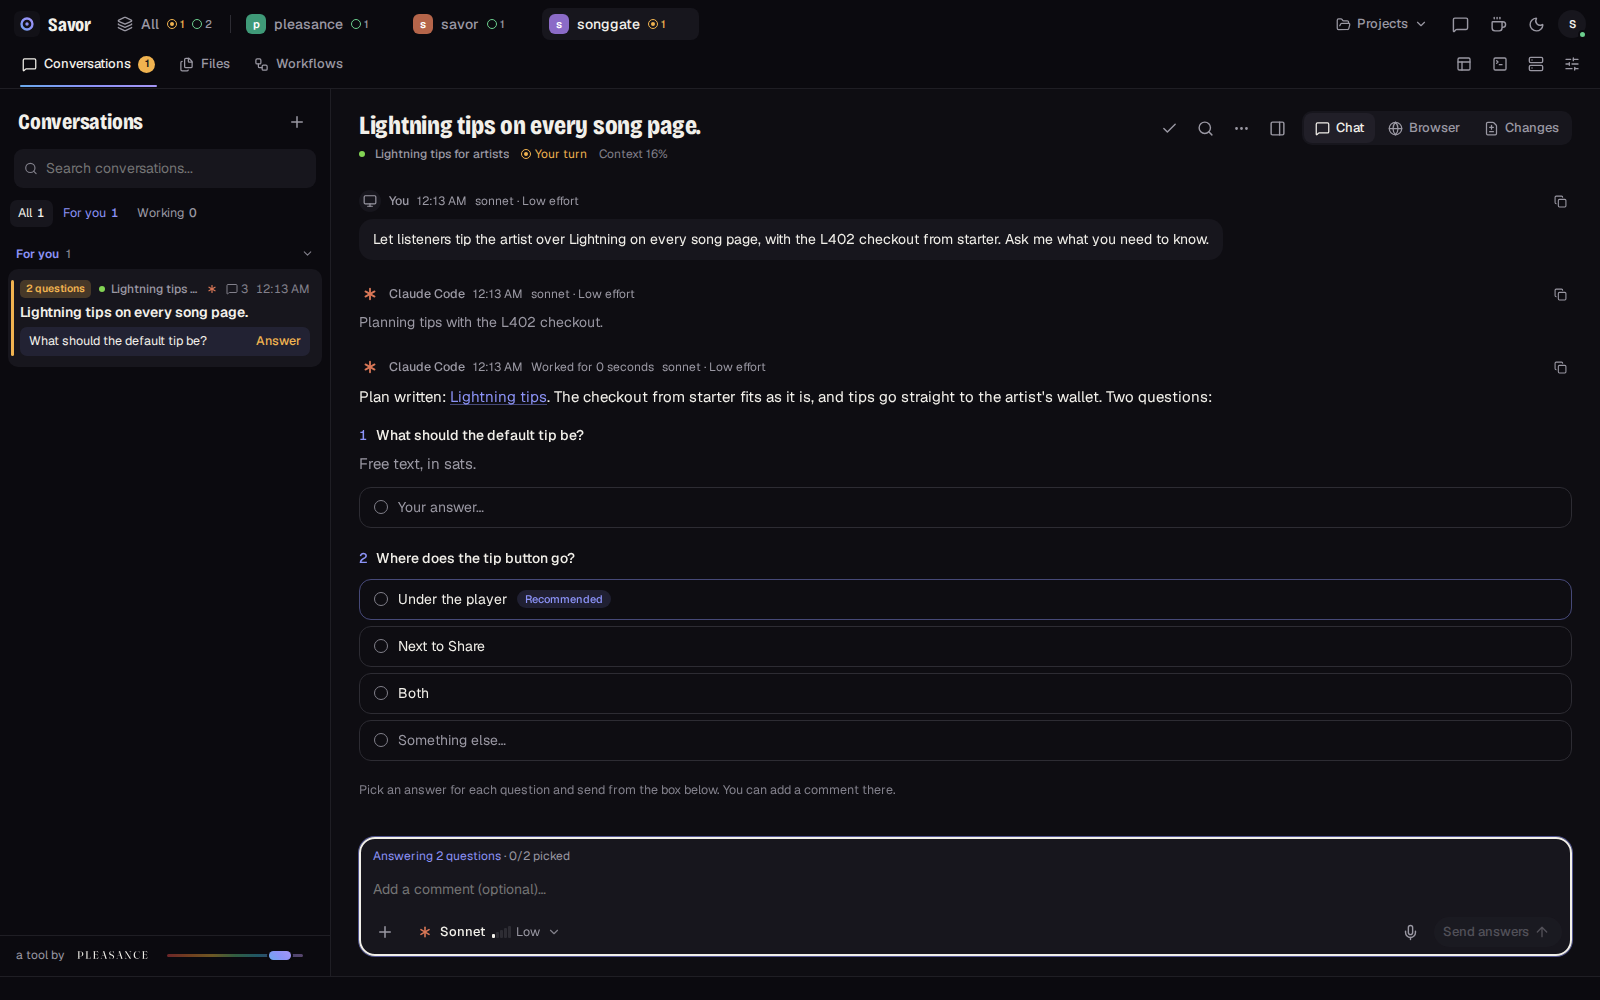 Savor
All 1 2
p pleasance 1
s savor 1
s songgate 1
Projects
S
Conversations 1
Files
Workflows
Conversations
Search conversations...
All 1
For you 1
Working 0
For you 1
2 questions
Lightning tips ...
3
12:13 AM
Lightning tips on every song page.
What should the default tip be?
Answer
a tool by PLEASANCE
Lightning tips on every song page.
Lightning tips for artists
Your turn
Context 16%
Chat
Browser
Changes
You 12:13 AM sonnet · Low effort
Let listeners tip the artist over Lightning on every song page, with the L402 checkout from starter. Ask me what you need to know.
Claude Code 12:13 AM sonnet · Low effort
Planning tips with the L402 checkout.
Claude Code 12:13 AM Worked for 0 seconds sonnet · Low effort
Plan written: Lightning tips. The checkout from starter fits as it is, and tips go straight to the artist's wallet. Two questions:
1 What should the default tip be?
Free text, in sats.
Your answer...
2 Where does the tip button go?
Under the player Recommended
Next to Share
Both
Something else...
Pick an answer for each question and send from the box below. You can add a comment there.
Answering 2 questions · 0/2 picked
Add a comment (optional)...
Sonnet Low
Send answers